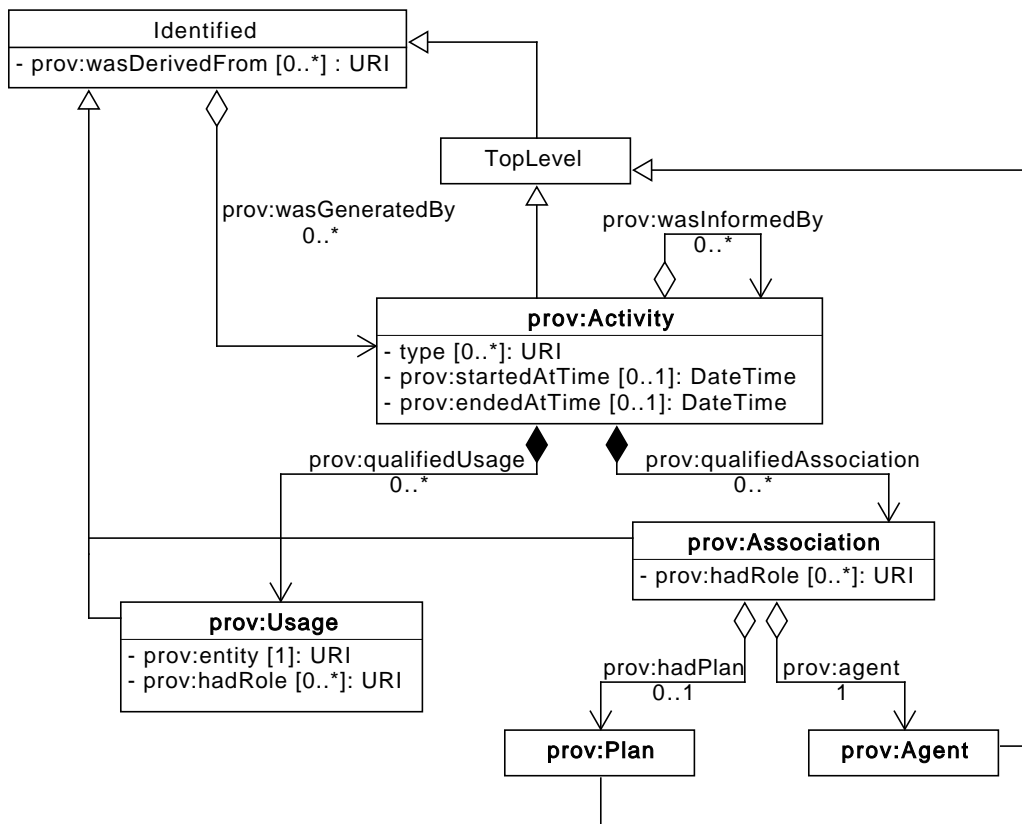 Identified
- prov:wasDerivedFrom [0..*] : URI
TopLevel
prov:wasGeneratedBy
0..*
prov:wasInformedBy
0..*
prov:Activity
- type [0..*]: URI
- prov:startedAtTime [0..1]: DateTime
- prov:endedAtTime [0..1]: DateTime
prov:qualifiedUsage
0..*
prov:qualifiedAssociation
0..*
prov:Association
- prov:hadRole [0..*]: URI
prov:Usage
- prov:entity [1]: URI
- prov:hadRole [0..*]: URI
prov:hadPlan
0..1
prov:agent
1
prov:Plan
prov:Agent